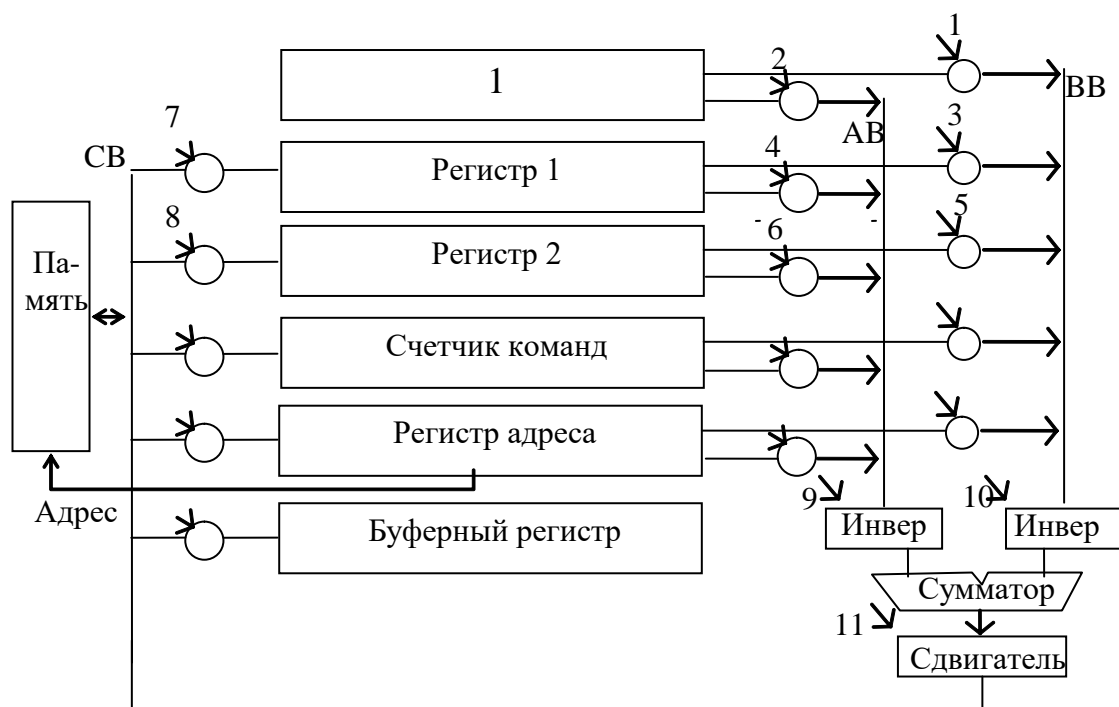 1
1
2
ВВ
7
АВ
3
СВ
4
Регистр 1
8
- -
5
6
Регистр 2
Па-
мять
Счетчик команд
Регистр адреса
9
10
Адрес
Буферный регистр
Инвер
Инвер
Сумматор
11
Сдвигатель